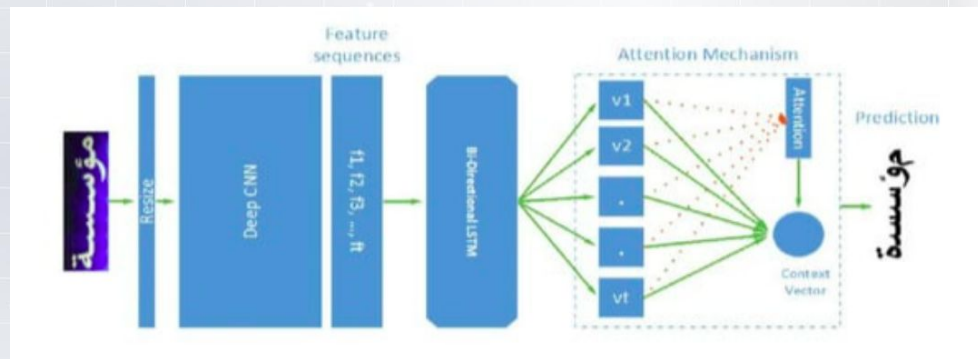 Feature sequences
Attention Mechanism
Prediction
مؤسسة
Resize
Deep CNN
f1, f2, f3, ..., ft
Bi-Directional LSTM
v1
v2
.
.
vt
Attention
Context
Vector